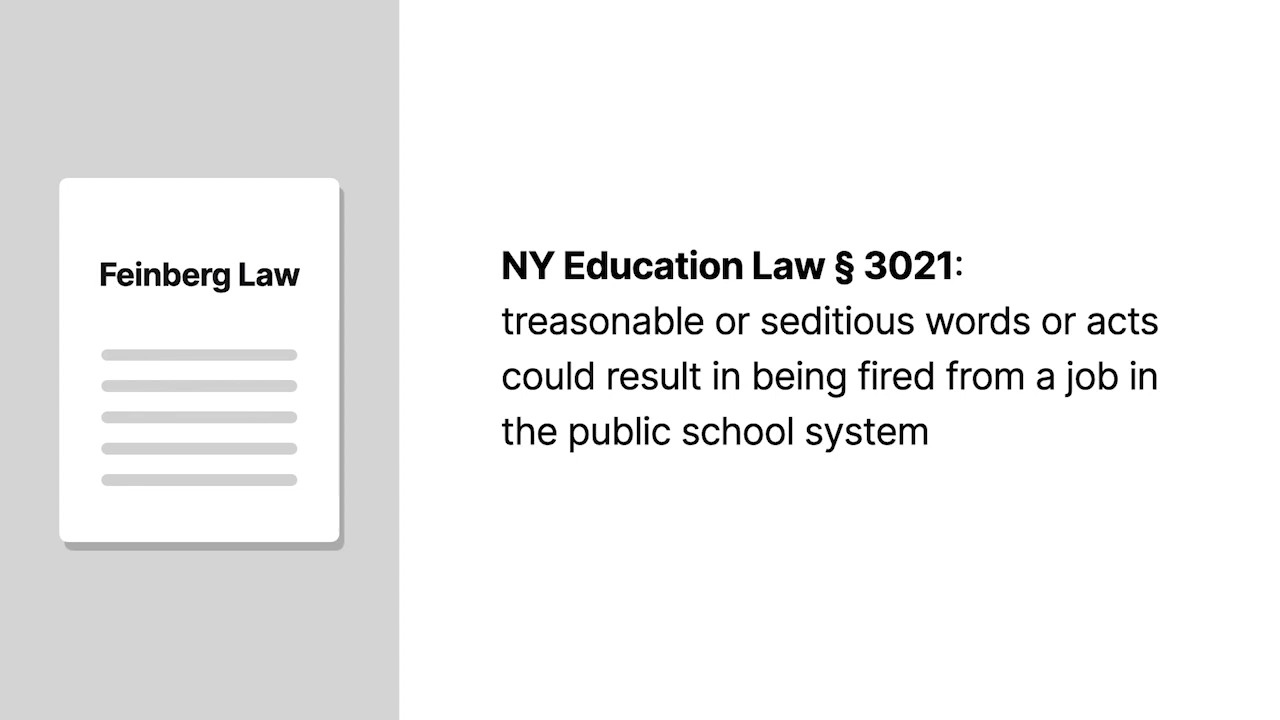 Feinberg Law
NY Education Law § 3021:
treasonable or seditious words or acts
could result in being fired from a job in
the public school system